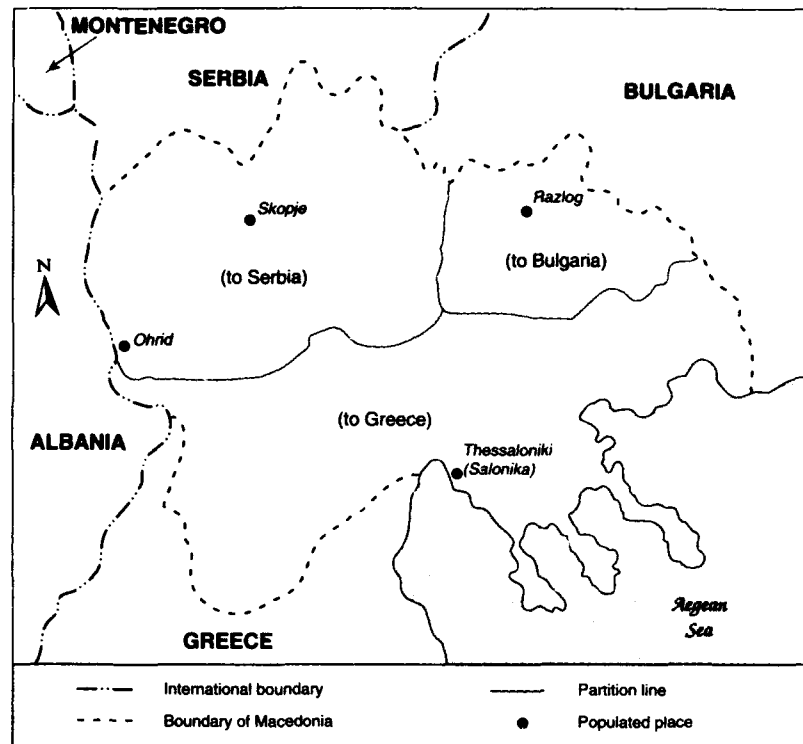 MONTENEGRO
SERBIA
BULGARIA
Skopje
Razlog
(to Serbia)
(to Bulgaria)
N
Ohrid
(to Greece)
ALBANIA
Thessaloniki
(Salonika)
Aegean
Sea
GREECE
International boundary
Partition line
Boundary of Macedonia
Populated place